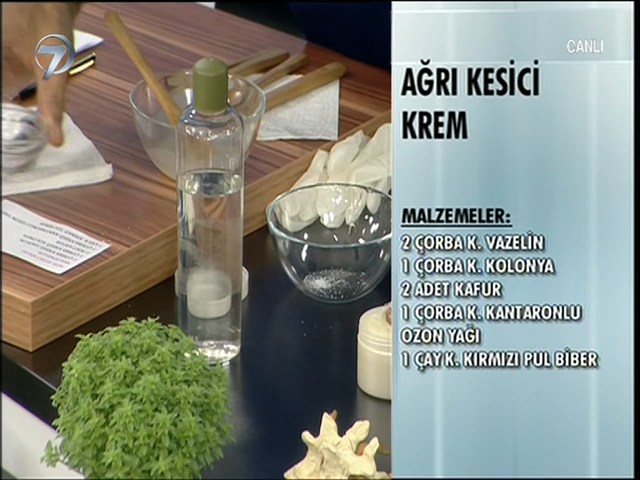 7
CANLI
AĞRI KESİCİ
KREM
MALZEMELER:
2 ÇORBA K. VAZELİN
1 ÇORBA K. KOLONYA
2 ADET KAFUR
1 ÇORBA K. KANTARONLU
OZON YAĞI
1 ÇAY K. KIRMIZI PUL BİBER